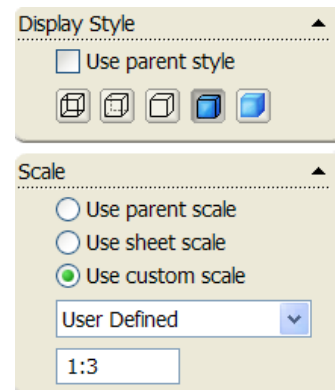 Display Style
Use parent style
Scale
Use parent scale
Use sheet scale
Use custom scale
User Defined
1:3